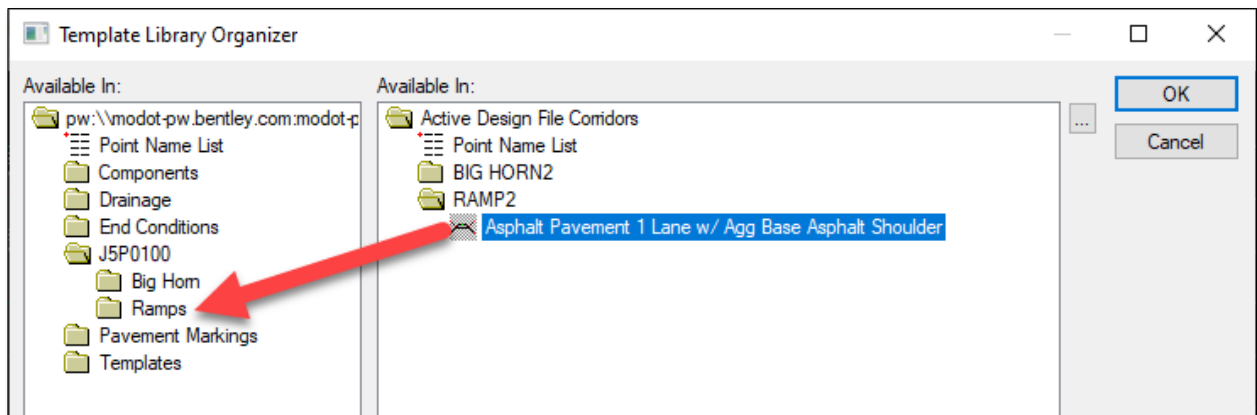 Template Library Organizer
Available In:
pw:\\modot-pw.bentley.com:modot-p
Point Name List
Components
Drainage
End Conditions
J5P0100
Big Horn
Ramps
Pavement Markings
Templates
Available In:
Active Design File Corridors
Point Name List
BIG HORN2
RAMP2
Asphalt Pavement 1 Lane w/ Agg Base Asphalt Shoulder
...
OK
Cancel